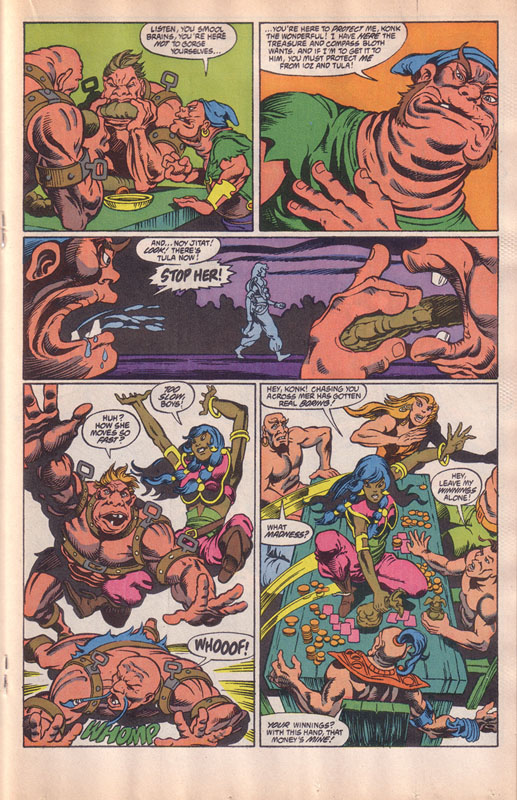 LISTEN, YOU SMOOL
BRAINS, YOU'RE HERE
NOT TO GORGE
YOURSELVES...
...YOU'RE HERE TO PROTECT ME, KONK
THE WONDERFUL! I HAVE HERE THE
TREASURE AND COMPASS BLOTH
WANTS. AND IF I'M TO GET IT TO
HIM, YOU MUST PROTECT ME
FROM IOZ AND TULA!
AND... NOY JITAT!
LOOK! THERE'S
TULA NOW!
STOP HER!
HUH?
HOW SHE
MOVES SO
FAST?
TOO
SLOW,
BOYS!
WHOOOF!
WHOMP
HEY, KONK! CHASING YOU
ACROSS MER HAS GOTTEN
REAL BORING!
HEY,
LEAVE MY
WINNINGS
ALONE!
WHAT
MADNESS?
YOUR WINNINGS?
WITH THIS HAND, THAT
MONEY'S MINE!